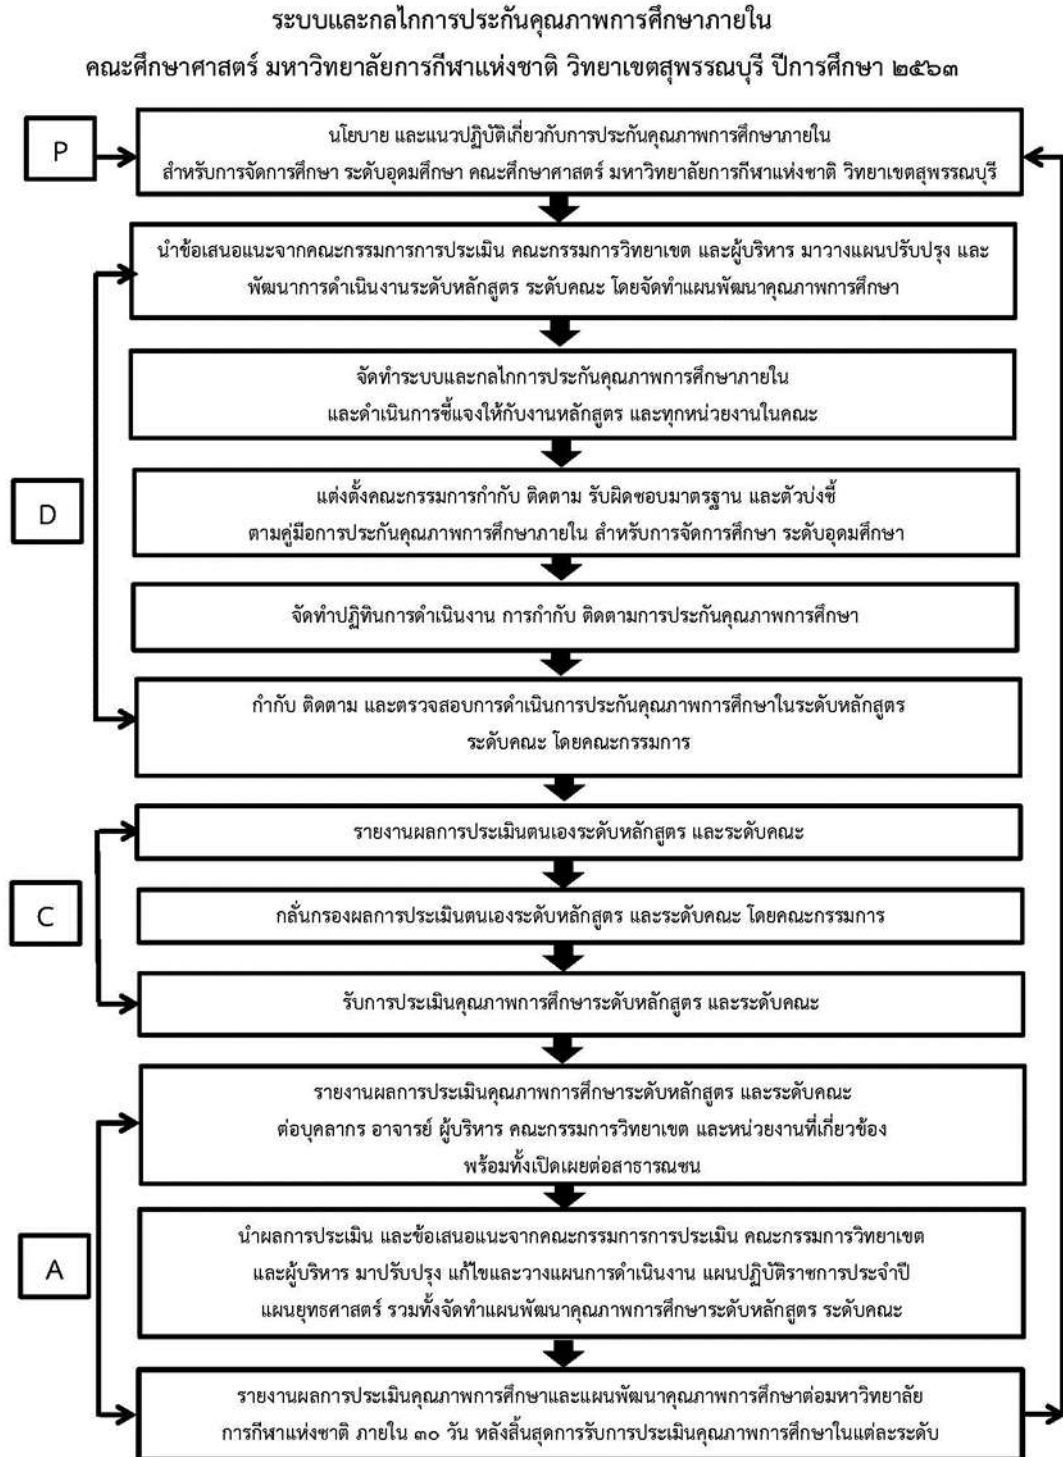 ระบบและกลไกการประกันคุณภาพการศึกษาภายใน
คณะศึกษาศาสตร์ มหาวิทยาลัยการกีฬาแห่งชาติ วิทยาเขตสุพรรณบุรี ปีการศึกษา ๒๕๖๓
P
นโยบาย และแนวปฏิบัติเกี่ยวกับการประกันคุณภาพการศึกษาภายใน
สำหรับการจัดการศึกษา ระดับอุดมศึกษา คณะศึกษาศาสตร์ มหาวิทยาลัยการกีฬาแห่งชาติ วิทยาเขตสุพรรณบุรี
นำข้อเสนอแนะจากคณะกรรมการการประเมิน คณะกรรมการวิทยาเขต และผู้บริหาร มาวางแผนปรับปรุง และ
พัฒนาการดำเนินงานระดับหลักสูตร ระดับคณะ โดยจัดทำแผนพัฒนาคุณภาพการศึกษา
จัดทำระบบและกลไกการประกันคุณภาพการศึกษาภายใน
และดำเนินการชี้แจงให้กับงานหลักสูตร และทุกหน่วยงานในคณะ
D
แต่งตั้งคณะกรรมการกำกับ ติดตาม รับผิดชอบมาตรฐาน และตัวบ่งชี้
ตามคู่มือการประกันคุณภาพการศึกษาภายใน สำหรับการจัดการศึกษา ระดับอุดมศึกษา
จัดทำปฏิทินการดำเนินงาน การกำกับ ติดตามการประกันคุณภาพการศึกษา
กำกับ ติดตาม และตรวจสอบการดำเนินการประกันคุณภาพการศึกษาในระดับหลักสูตร
ระดับคณะ โดยคณะกรรมการ
รายงานผลการประเมินตนเองระดับหลักสูตร และระดับคณะ
C
กลั่นกรองผลการประเมินตนเองระดับหลักสูตร และระดับคณะ โดยคณะกรรมการ
รับการประเมินคุณภาพการศึกษาระดับหลักสูตร และระดับคณะ
รายงานผลการประเมินคุณภาพการศึกษาระดับหลักสูตร และระดับคณะ
ต่อบุคลากร อาจารย์ ผู้บริหาร คณะกรรมการวิทยาเขต และหน่วยงานที่เกี่ยวข้อง
พร้อมทั้งเปิดเผยต่อสาธารณชน
A
นำผลการประเมิน และข้อเสนอแนะจากคณะกรรมการการประเมิน คณะกรรมการวิทยาเขต
และผู้บริหาร มาปรับปรุง แก้ไขและวางแผนการดำเนินงาน แผนปฏิบัติราชการประจำปี
แผนยุทธศาสตร์ รวมทั้งจัดทำแผนพัฒนาคุณภาพการศึกษาระดับหลักสูตร ระดับคณะ
รายงานผลการประเมินคุณภาพการศึกษาและแผนพัฒนาคุณภาพการศึกษาต่อมหาวิทยาลัย
การกีฬาแห่งชาติ ภายใน ๓๐ วัน หลังสิ้นสุดการรับการประเมินคุณภาพการศึกษาในแต่ละระดับ